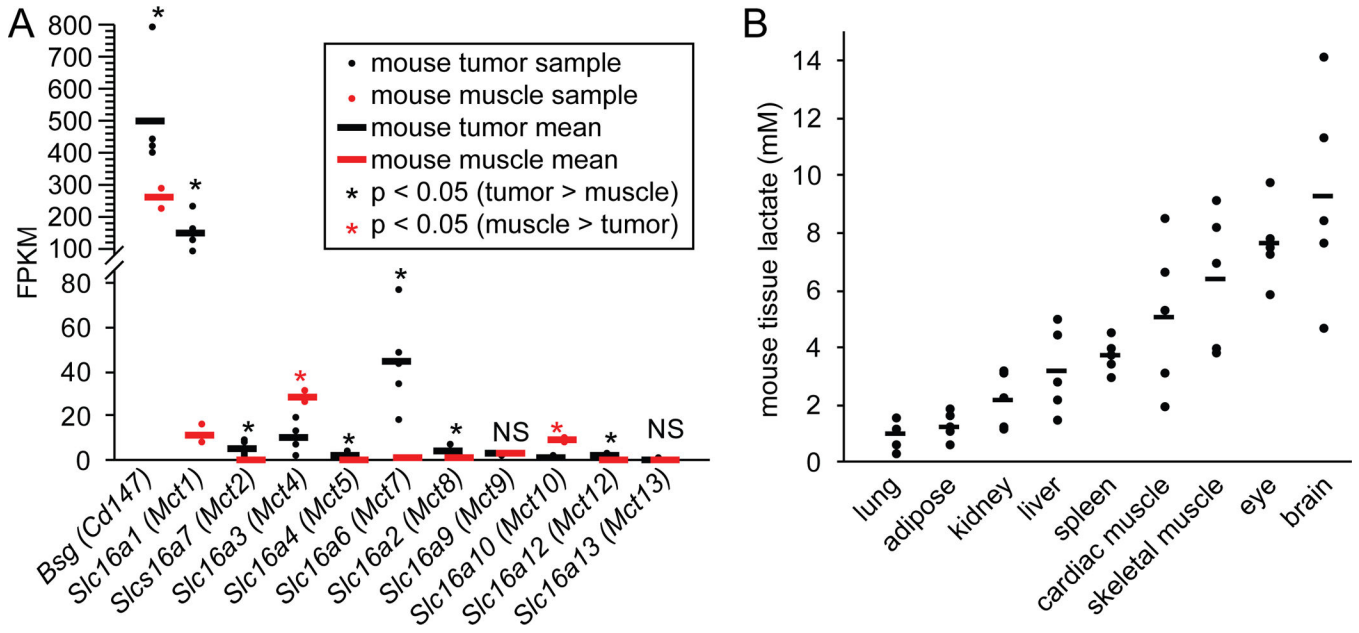 A
FPKM
800
700
600
500
400
300
200
100
80
60
40
20
0
*
*
*
*
*
*
*
NS
*
*
NS
mouse tumor sample
mouse muscle sample
mouse tumor mean
mouse muscle mean
* p < 0.05 (tumor > muscle)
* p < 0.05 (muscle > tumor)
Bsg (Cd147)
Slc16a1 (Mct1)
Slcs16a7 (Mct2)
Slc16a3 (Mct4)
Slc16a4 (Mct5)
Slc16a6 (Mct7)
Slc16a2 (Mct8)
Slc16a9 (Mct9)
Slc16a10 (Mct10)
Slc16a12 (Mct12)
Slc16a13 (Mct13)
B
mouse tissue lactate (mM)
14
12
10
8
6
4
2
0
lung
adipose
kidney
liver
spleen
cardiac muscle
skeletal muscle
eye
brain